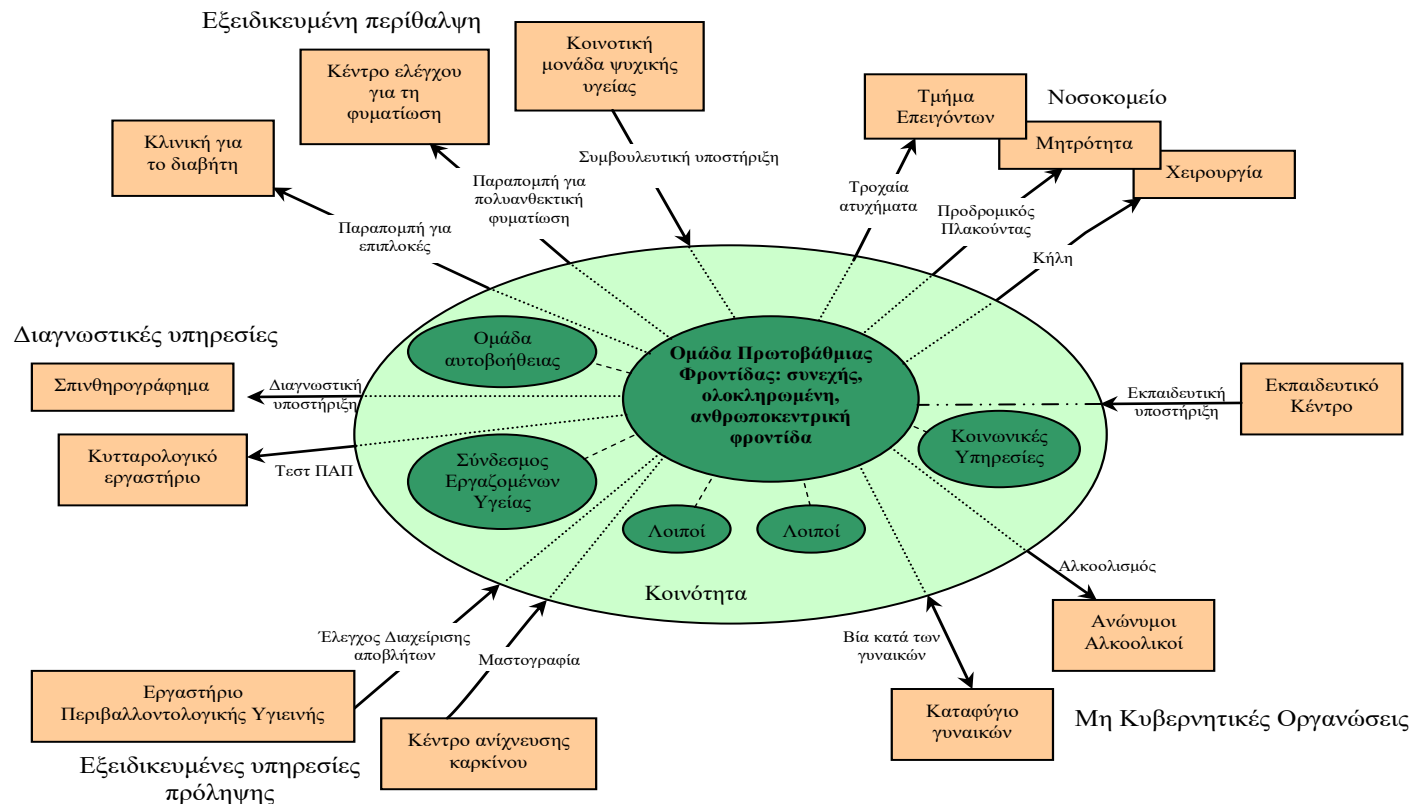 Εξειδικευμένη περίθαλψη
Κοινοτική
μονάδα ψυχικής
υγείας
Κέντρο ελέγχου
για τη
φυματίωση
Κλινική για
το διαβήτη
Τμήμα
Επειγόντων
Νοσοκομείο
Μητρότητα
Χειρουργία
Συμβουλευτική υποστήριξη
Παραπομπή για
πολυανθεκτική
φυματίωση
Παραπομπή για
επιπλοκές
Τροχαία
ατυχήματα
Προδρομικός
Πλακούντας
Κήλη
Διαγνωστικές υπηρεσίες
Σπινθηρογράφημα
Διαγνωστική
υποστήριξη
Κυτταρολογικό
εργαστήριο
Τεστ ΠΑΠ
Ομάδα
αυτοβοήθειας
Ομάδα Πρωτοβάθμιας
Φροντίδας: συνεχής,
ολοκληρωμένη,
ανθρωποκεντρική
φροντίδα
Εκπαιδευτική
υποστήριξη
Εκπαιδευτικό
Κέντρο
Κοινωνικές
Υπηρεσίες
Σύνδεσμος
Εργαζομένων
Υγείας
Λοιποί
Λοιποί
Κοινότητα
Αλκοολισμός
Ανώνυμοι
Αλκοολικοί
Βία κατά των
γυναικών
Καταφύγιο
γυναικών
Μη Κυβερνητικές Οργανώσεις
Έλεγχος Διαχείρισης
αποβλήτων
Μαστογραφία
Εργαστήριο
Περιβαλλοντολογικής Υγιεινής
Κέντρο ανίχνευσης
καρκίνου
Εξειδικευμένες υπηρεσίες
πρόληψης